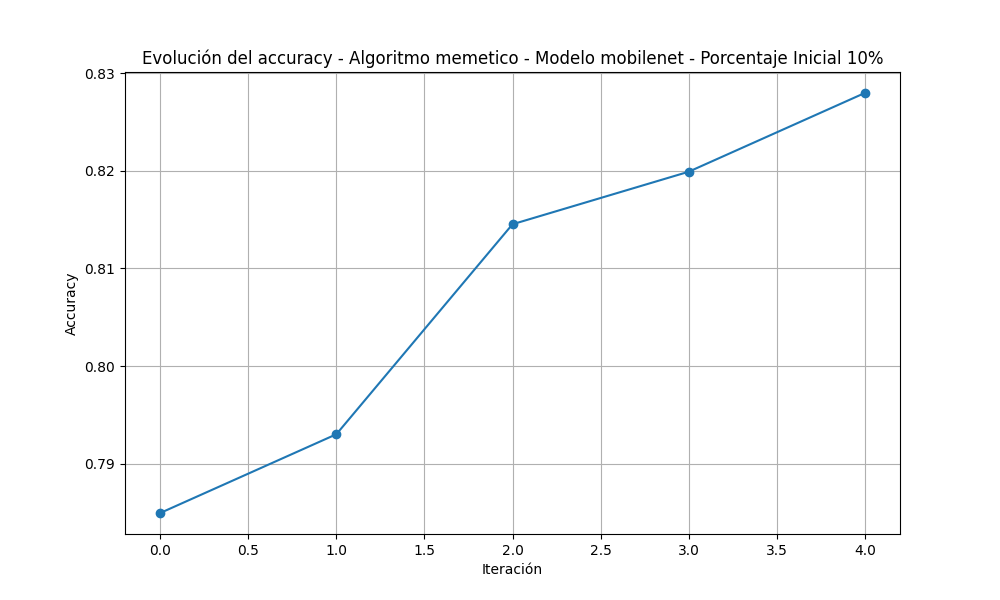 Evolución del accuracy - Algoritmo memetico - Modelo mobilenet - Porcentaje Inicial 10%
0.83
0.82
0.81
0.80
0.79
Accuracy
0.0 0.5 1.0 1.5 2.0 2.5 3.0 3.5 4.0
Iteración